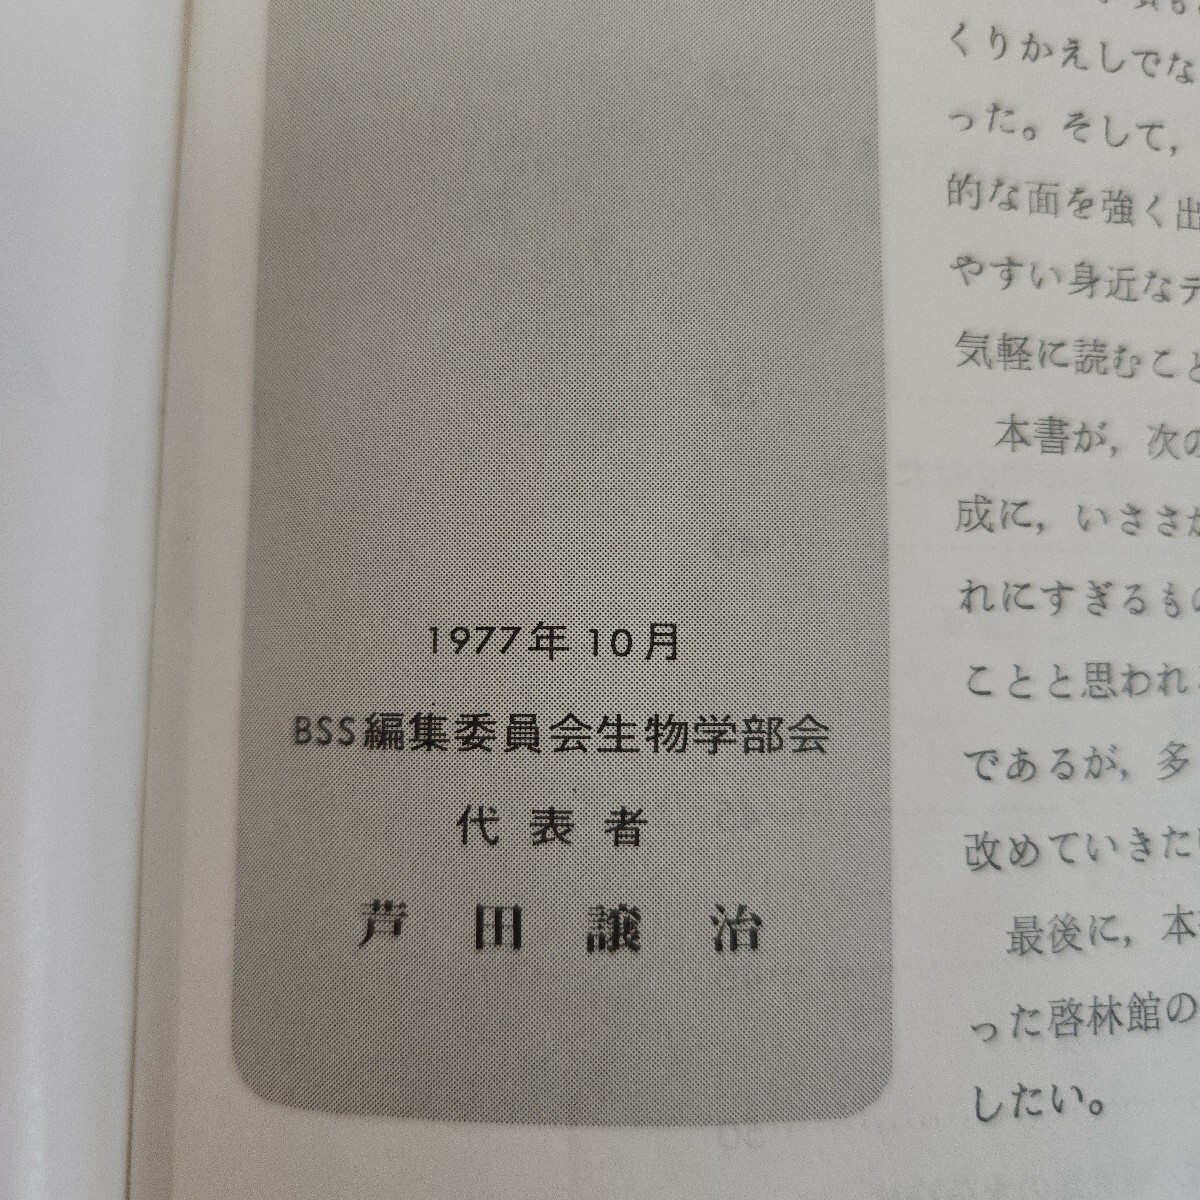 1977年10月
BSS編集委員会生物学部会
代表者
芦田譲治
くりかえしでな
った。そして,
的な面を強く出
やすい身近なテ
気軽に読むこと
本書が, 次の
成に, いささか
れにすぎるもの
ことと思われ
であるが, 多
改めていきたい
最後に, 本
った啓林館の
したい。